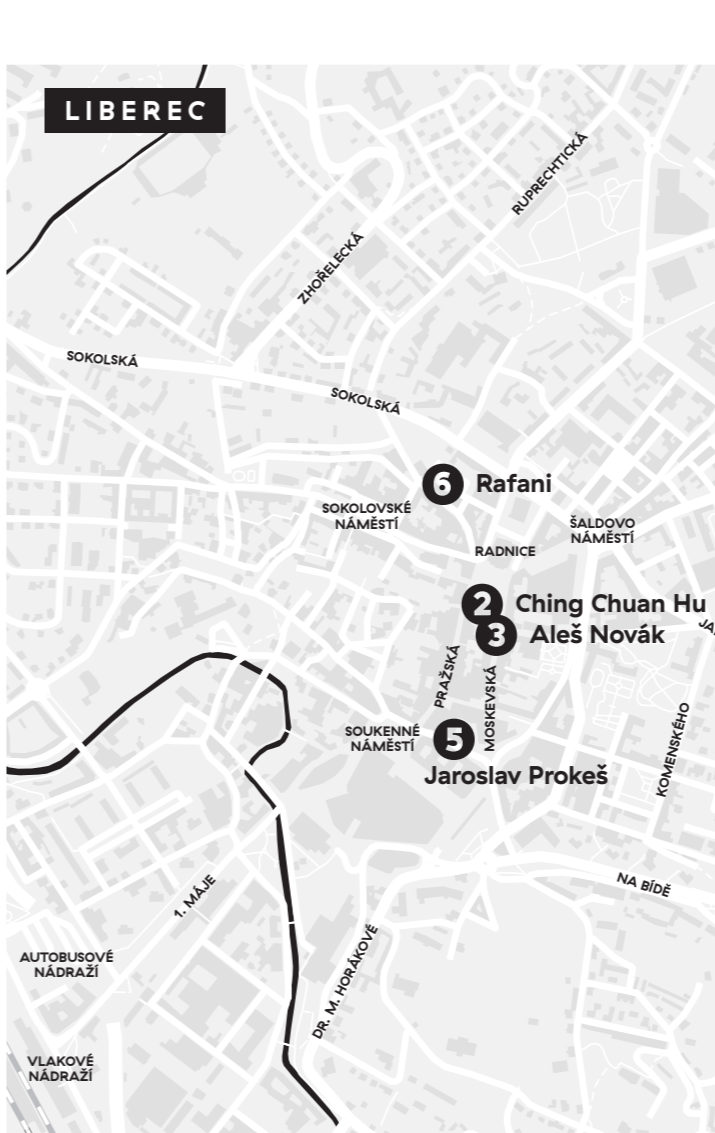 LIBEREC
RUPRECHTICKÁ
ZHOŘELECKÁ
SOKOLSKÁ
SOKOLSKÁ
6 Rafani
SOKOLOVSKÉ
NÁMĚSTÍ
ŠALDOVO
NÁMĚSTÍ
RADNICE
2 Ching Chuan Hu
3 Aleš Novák
JA
PRAŽSKÁ
MOSKEVSKÁ
SOUKENNÉ
NÁMĚSTÍ
5
Jaroslav Prokeš
KOMENSKÉHO
NA BÍDĚ
1. MÁJE
DR. M. HORÁKOVÉ
AUTOBUSOVÉ
NÁDRAŽÍ
VLAKOVÉ
NÁDRAŽÍ